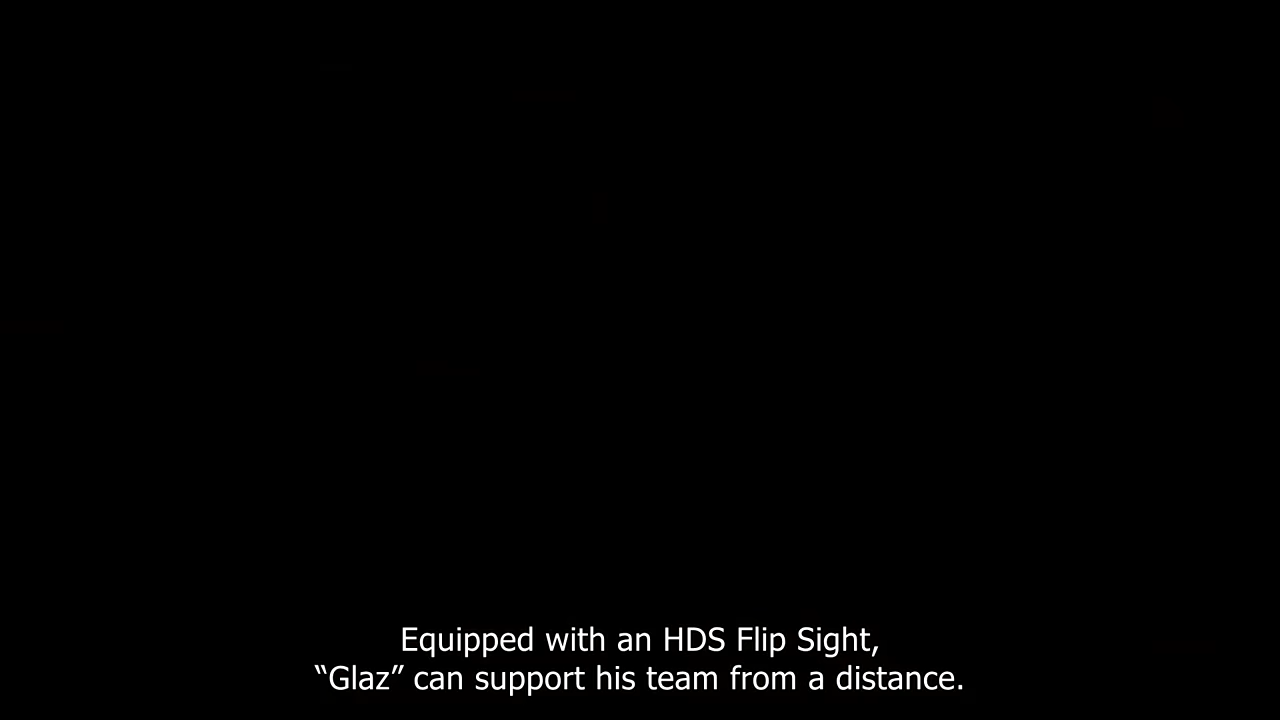 Equipped with an HDS Flip Sight,
“Glaz” can support his team from a distance.